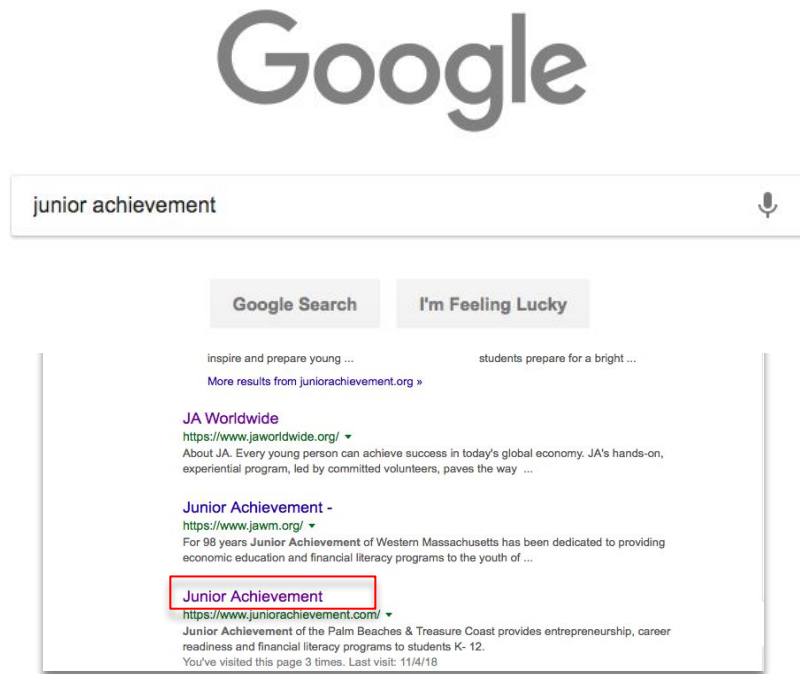 Google
junior achievement
Google Search
I'm Feeling Lucky
inspire and prepare young ...
students prepare for a bright ...
More results from juniorachievement.org »
JA Worldwide
https://www.jaworldwide.org/
About JA. Every young person can achieve success in today's global economy. JA's hands-on,
experiential program, led by committed volunteers, paves the way ...
Junior Achievement -
https://www.jawm.org/
For 98 years Junior Achievement of Western Massachusetts has been dedicated to providing
economic education and financial literacy programs to the youth of ...
Junior Achievement
https://www.juniorachievement.com/
Junior Achievement of the Palm Beaches & Treasure Coast provides entrepreneurship, career
readiness and financial literacy programs to students K- 12.
You've visited this page 3 times. Last visit: 11/4/18